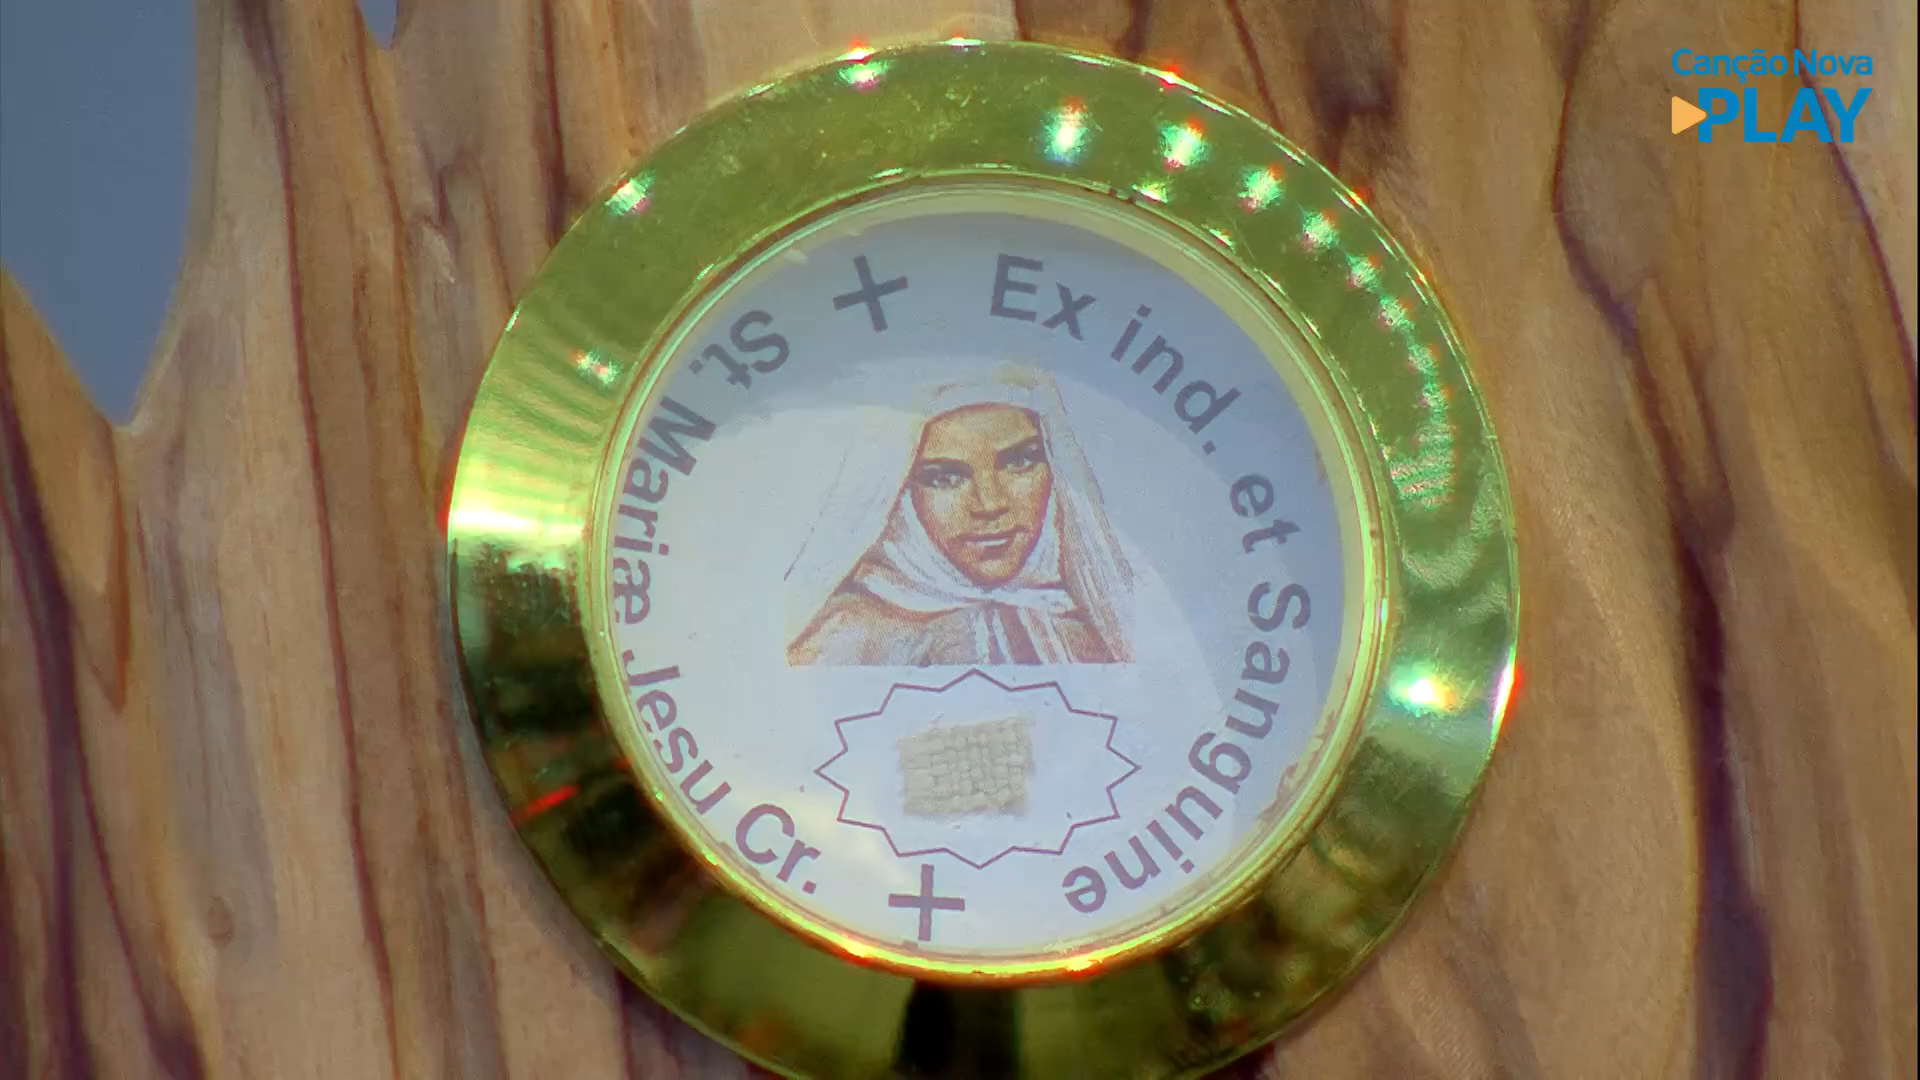 Canção Nova
PLAY
+ Ex ind. et Sanguine
+ St. Mariæ Jesu Cr.